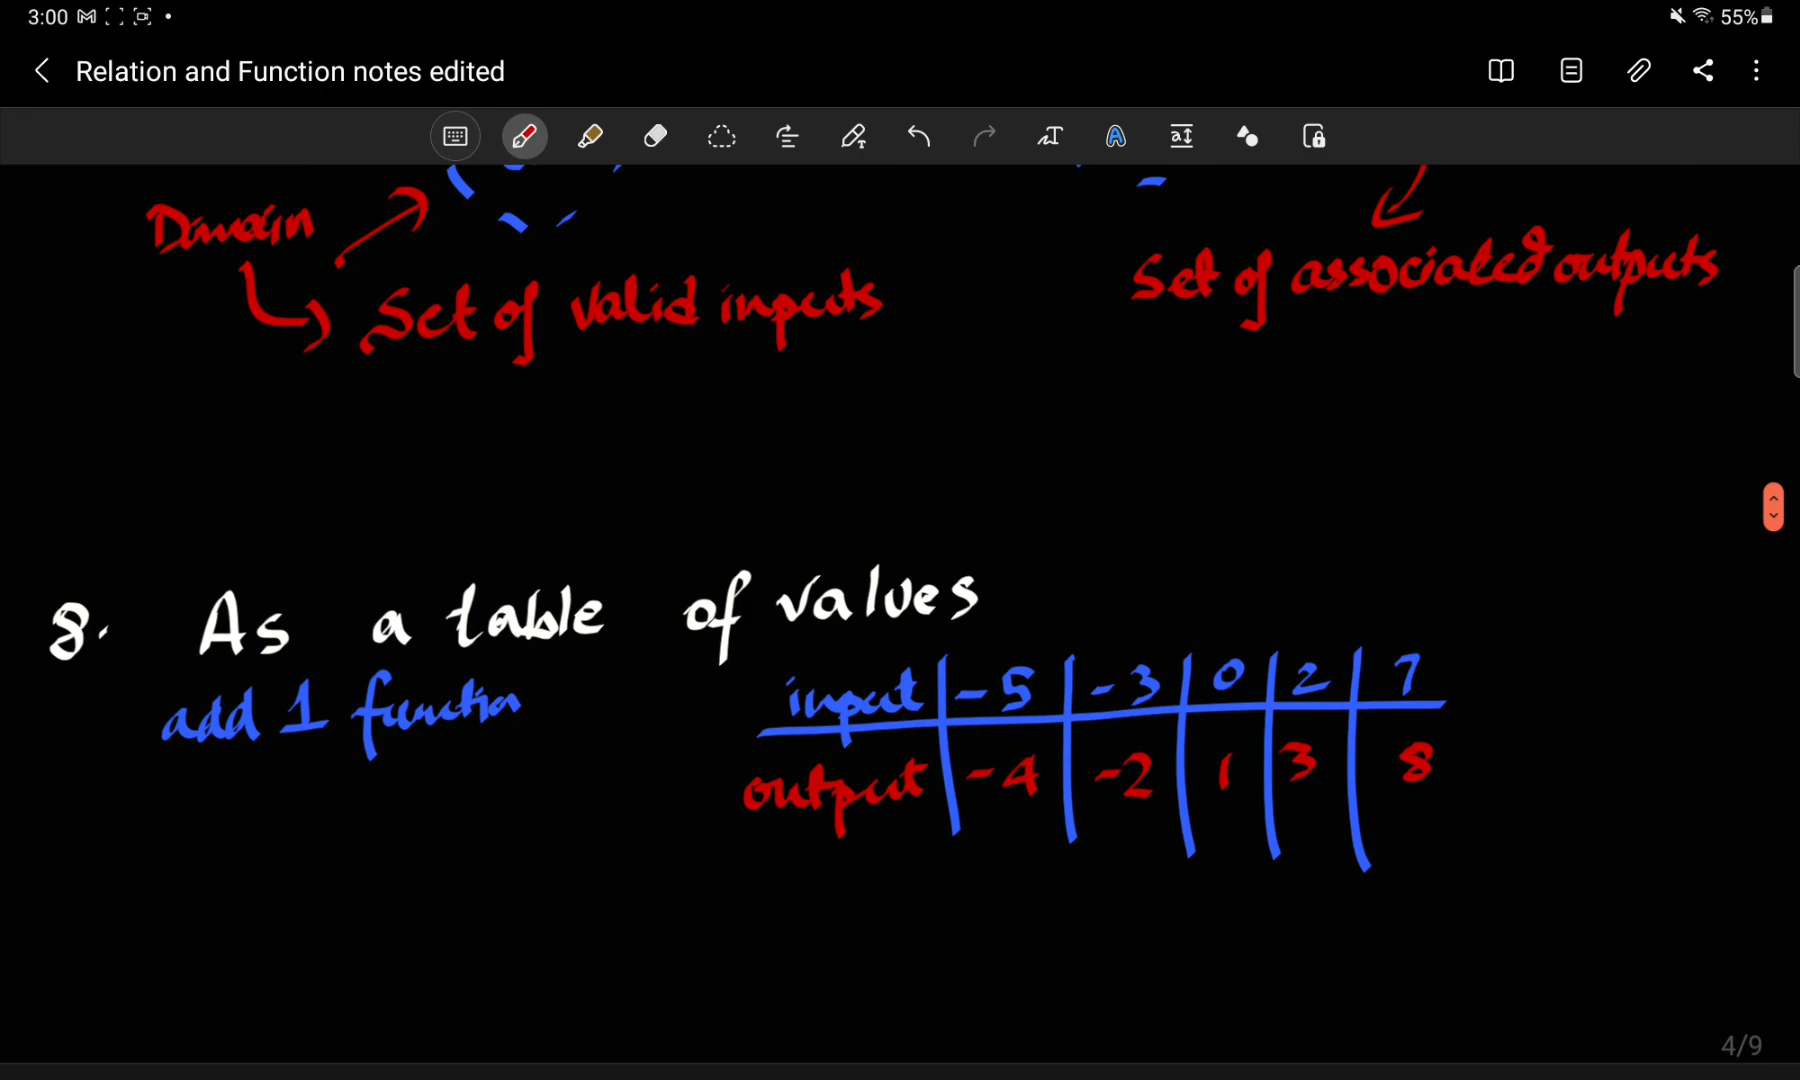 3:00
55%
Relation and Function notes edited
Domain
Set of valid inputs
Set of associated outputs
8. As a table of values
add 1 function
input -5 -3 0 2 7
output -4 -2 1 3 8
4/9